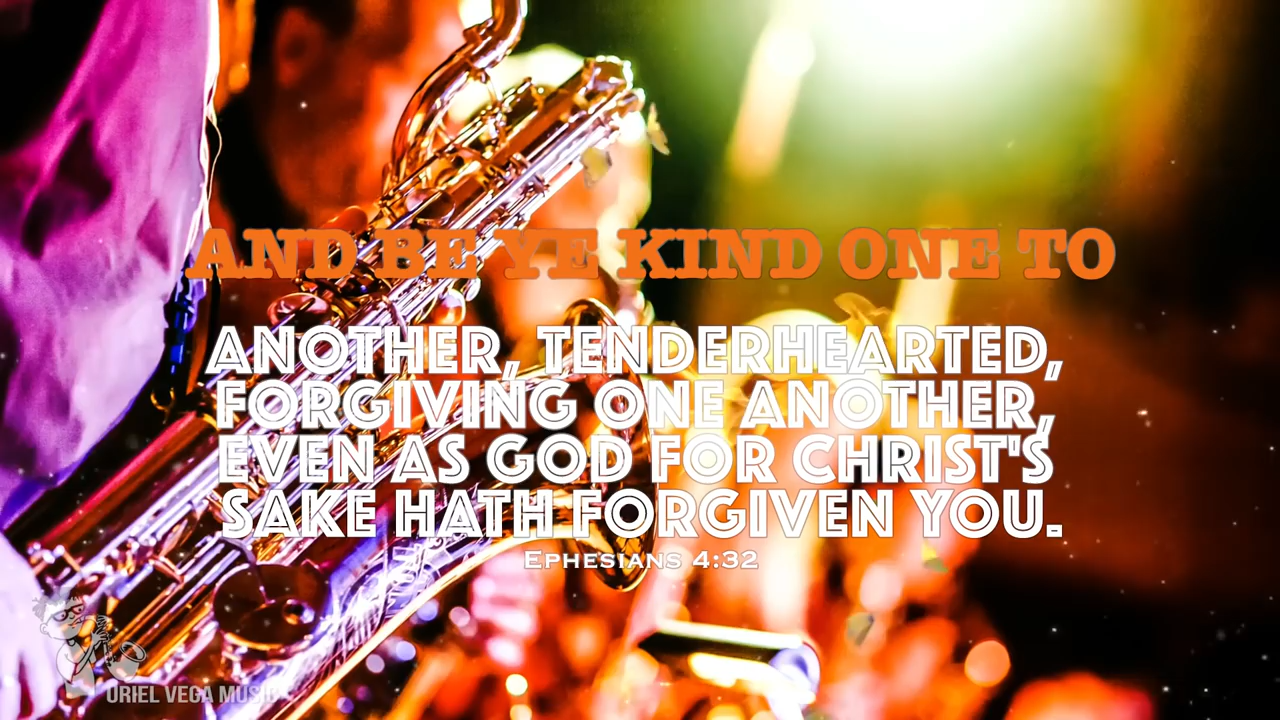 AND BE YE KIND ONE TO
ANOTHER, TENDERHEARTED,
FORGIVING ONE ANOTHER,
EVEN AS GOD FOR CHRIST'S
SAKE HATH FORGIVEN YOU.
EPHESIANS 4:32
ORIEL VEGA MUSIC